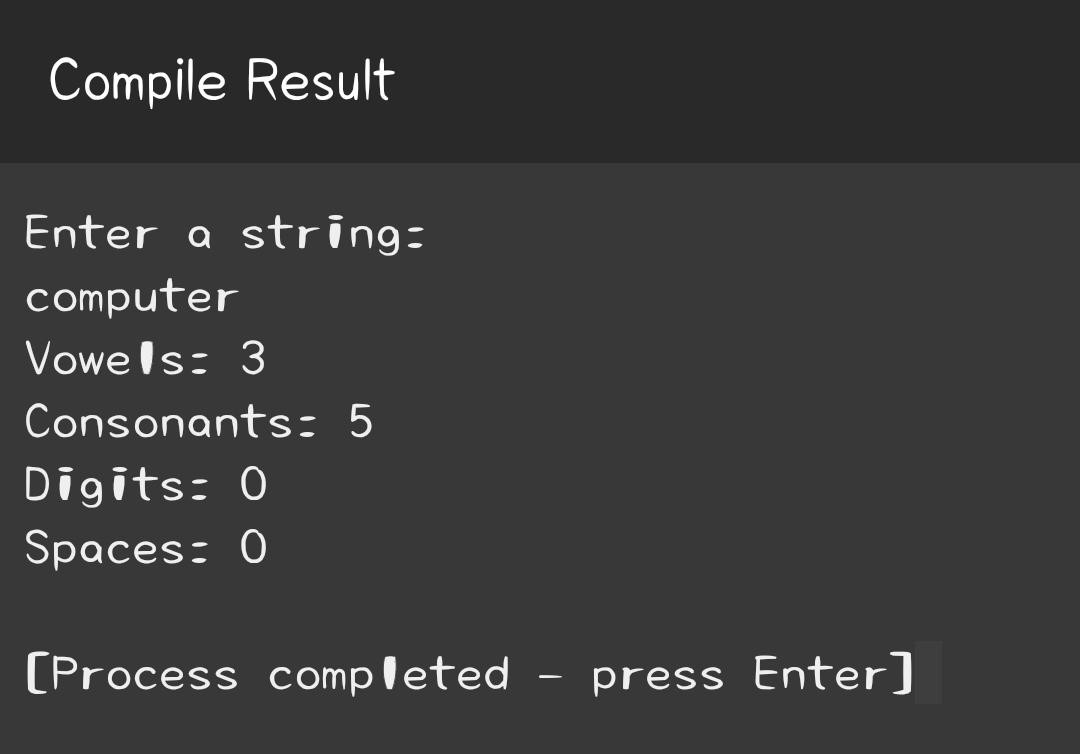 Compile Result
Enter a string:
computer
Vowels: 3
Consonants: 5
Digits: 0
Spaces: 0
[Process completed - press Enter]